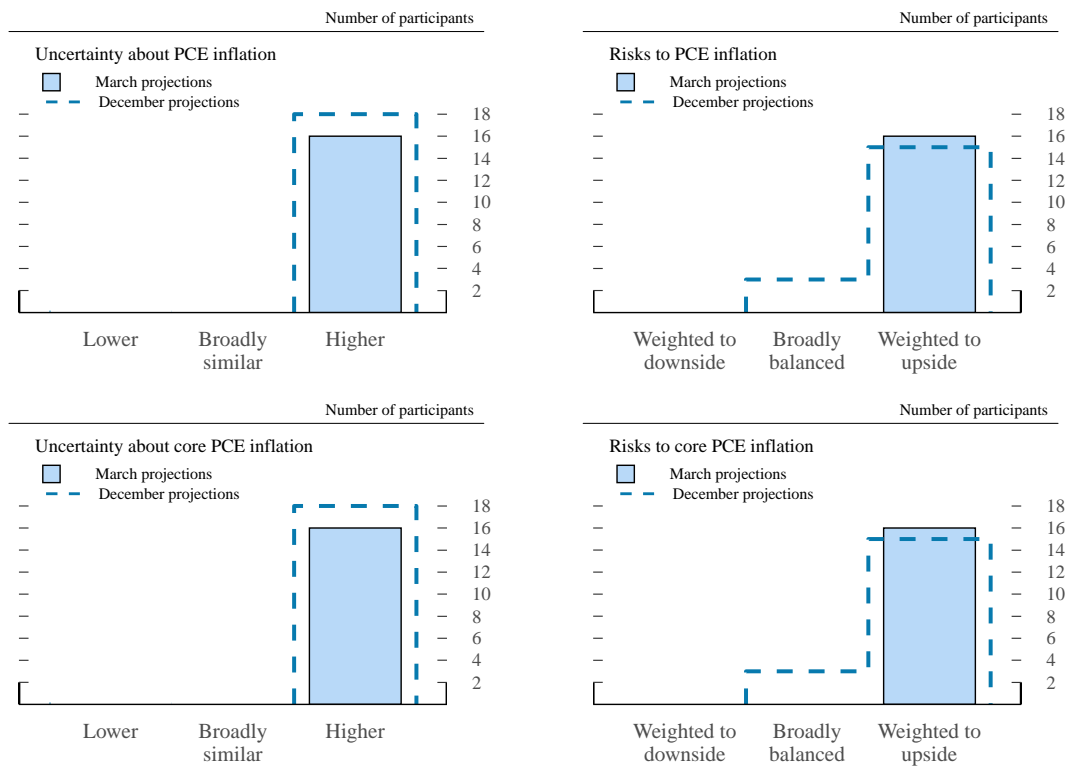 Number of participants
Uncertainty about PCE inflation
March projections
December projections
18
16
14
12
10
8
6
4
2
Lower
Broadly
similar
Higher
Number of participants
Risks to PCE inflation
March projections
December projections
18
16
14
12
10
8
6
4
2
Weighted to
downside
Broadly
balanced
Weighted to
upside
Number of participants
Uncertainty about core PCE inflation
March projections
December projections
18
16
14
12
10
8
6
4
2
Lower
Broadly
similar
Higher
Number of participants
Risks to core PCE inflation
March projections
December projections
18
16
14
12
10
8
6
4
2
Weighted to
downside
Broadly
balanced
Weighted to
upside